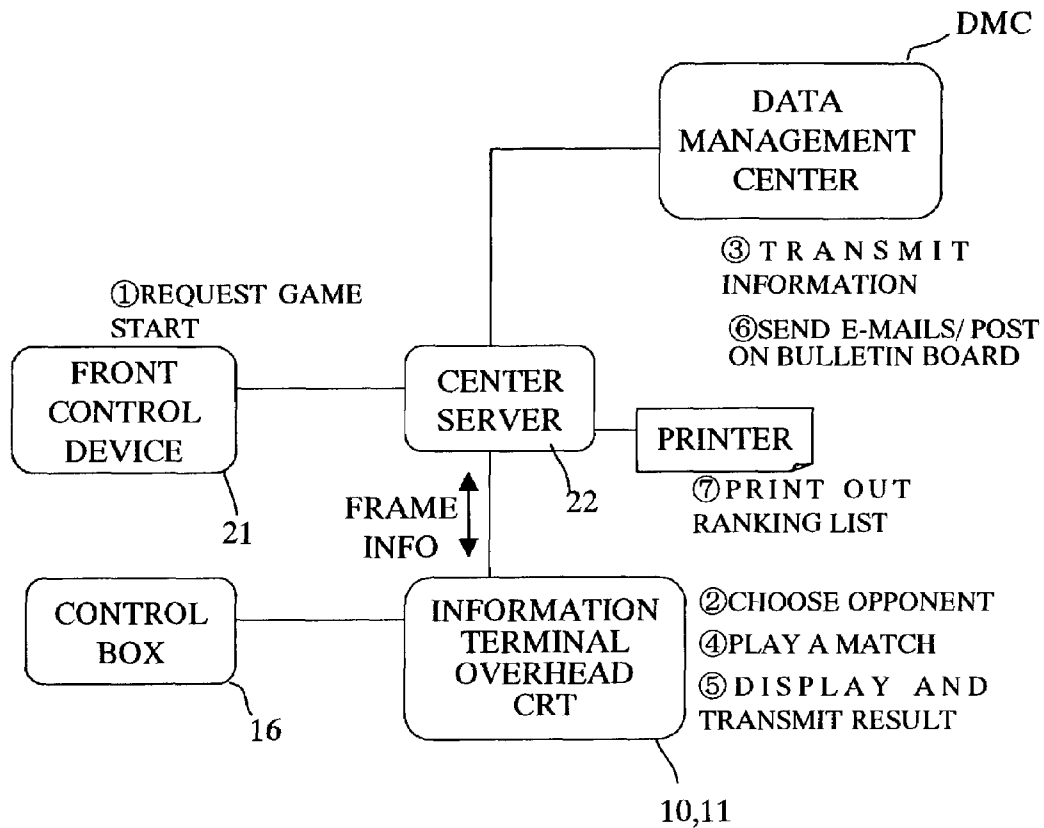 DMC
DATA
MANAGEMENT
CENTER
③ TRANSMIT
INFORMATION
①REQUEST GAME
START
⑥SEND E-MAILS/ POST
ON BULLETIN BOARD
FRONT
CONTROL
DEVICE
CENTER
SERVER
PRINTER
21
22
⑦PRINT OUT
RANKING LIST
FRAME
INFO
CONTROL
BOX
INFORMATION
TERMINAL
OVERHEAD
CRT
②CHOOSE OPPONENT
④PLAY A MATCH
⑤DISPLAY AND
TRANSMIT RESULT
16
10,11